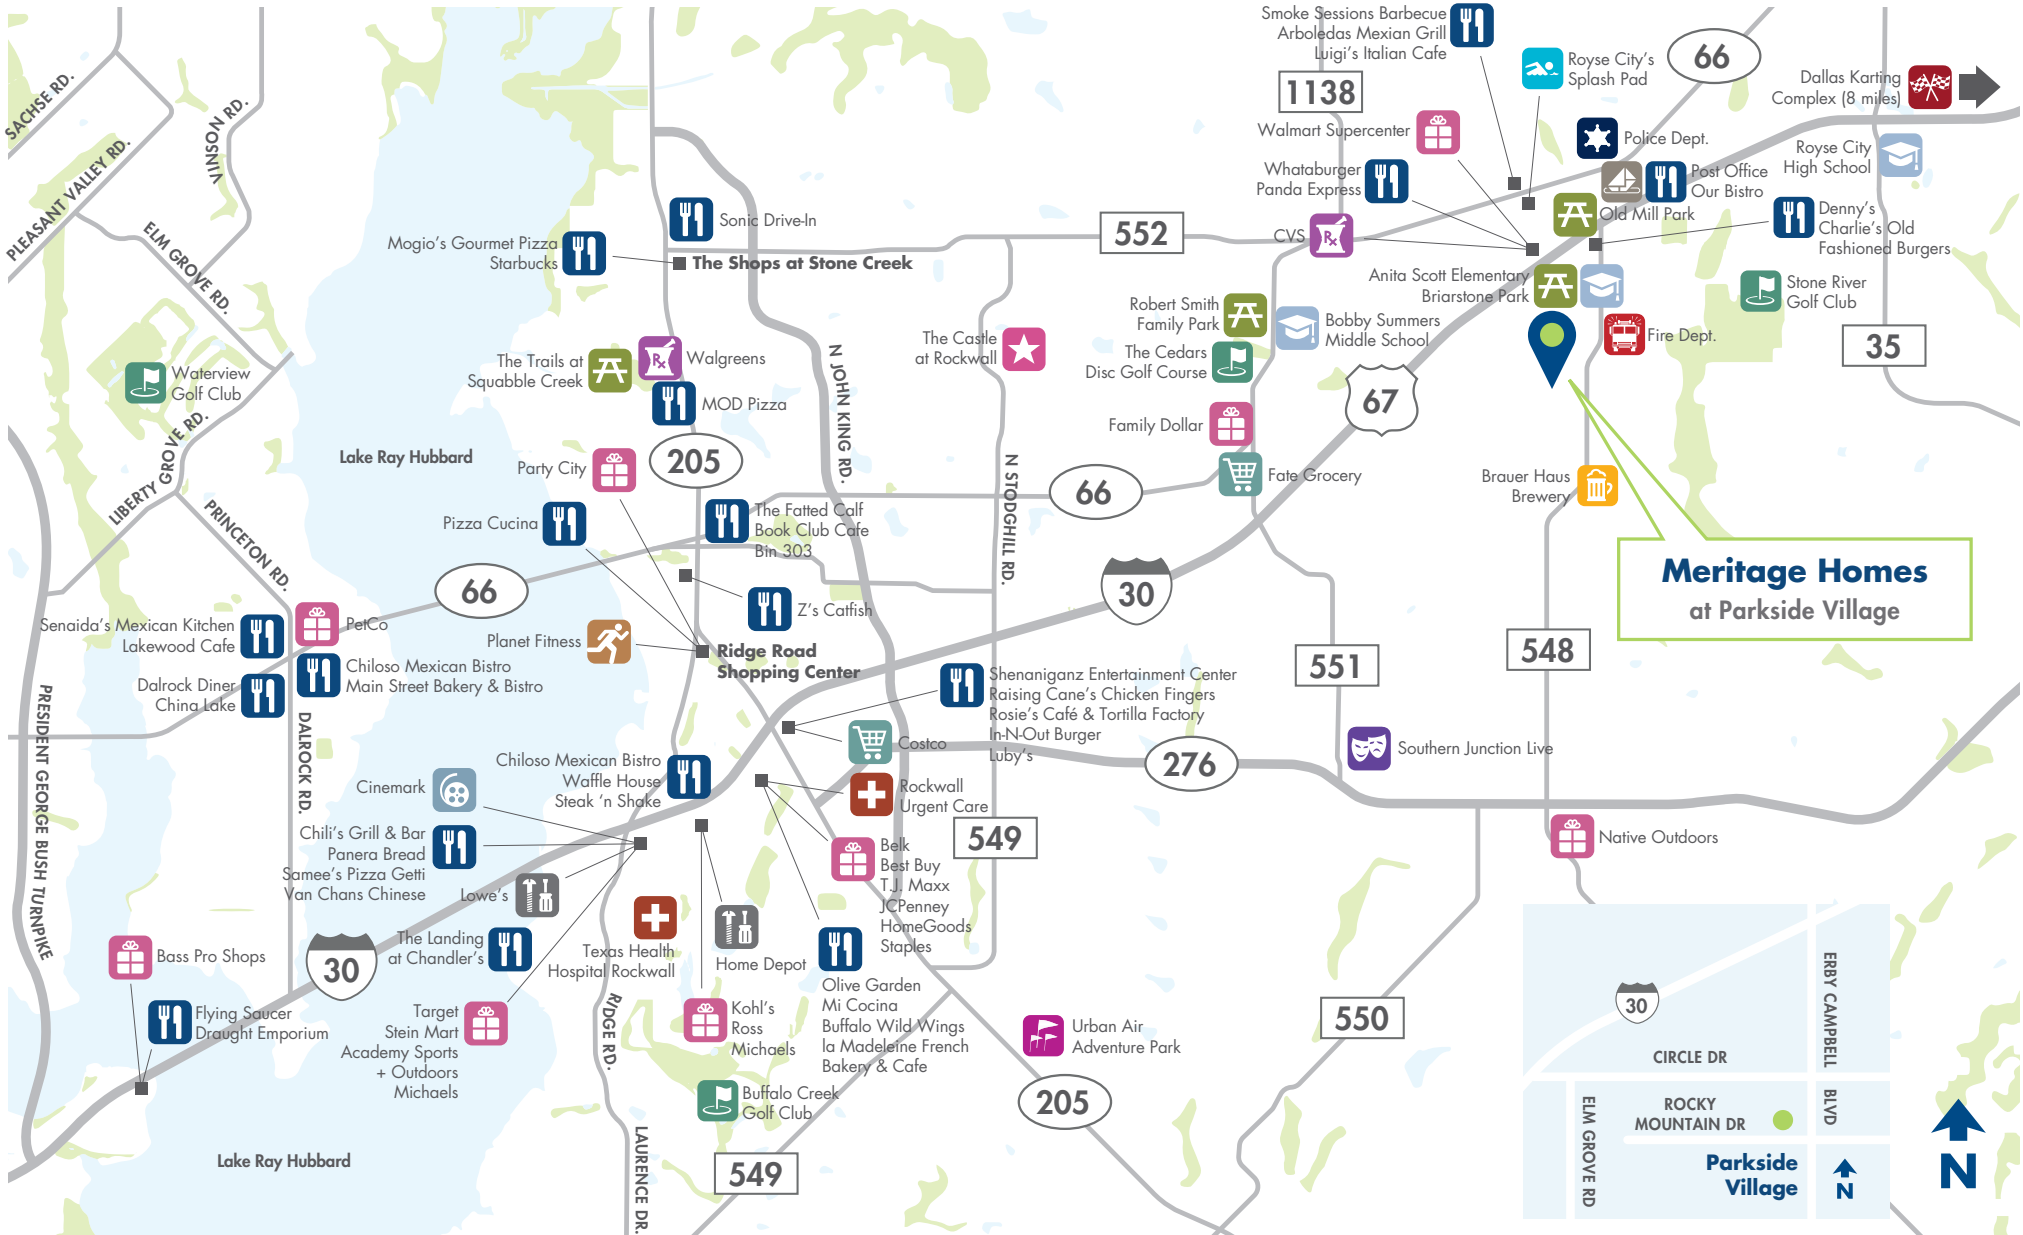 Smoke Sessions Barbecue
Arboledas Mexian Grill
Luigi's Italian Cafe
Royse City's
Splash Pad
66
Dallas Karting
Complex (8 miles)
1138
Walmart Supercenter
Police Dept.
Royse City
High School
Whataburger
Panda Express
Post Office
Our Bistro
Old Mill Park
Denny's
Charlie's Old
Fashioned Burgers
SACHSE RD.
PLEASANT VALLEY RD.
VINSON RD.
ELM GROVE RD.
Sonic Drive-In
Mogio's Gourmet Pizza
Starbucks
The Shops at Stone Creek
552
CVS
Rx
Anita Scott Elementary
Briarstone Park
Stone River
Golf Club
Robert Smith
Family Park
Bobby Summers
Middle School
Fire Dept.
35
The Castle
at Rockwall
The Cedars
Disc Golf Course
67
Waterview
Golf Club
The Trails at
Squabble Creek
Rx
Walgreens
MOD Pizza
N JOHN KING RD.
Family Dollar
LIBERTY GROVE RD.
Lake Ray Hubbard
Party City
205
N STODGHILL RD.
66
Fate Grocery
Brauer Haus
Brewery
PRINCETON RD.
Pizza Cucina
The Fatted Calf
Book Club Cafe
Bin 303
66
30
Meritage Homes
at Parkside Village
Senaida's Mexican Kitchen
Lakewood Cafe
PetCo
Z's Catfish
Planet Fitness
Ridge Road
Shopping Center
Chiloso Mexican Bistro
Main Street Bakery & Bistro
Dalrock Diner
China Lake
Shenaniganz Entertainment Center
Raising Cane's Chicken Fingers
Rosie's Café & Tortilla Factory
In-N-Out Burger
Luby's
551
548
PRESIDENT GEORGE BUSH TURNPIKE
DALROCK RD.
Costco
276
Southern Junction Live
Chiloso Mexican Bistro
Waffle House
Steak 'n Shake
Cinemark
Rockwall
Urgent Care
549
Native Outdoors
Chili's Grill & Bar
Panera Bread
Samee's Pizza Getti
Van Chans Chinese
Lowe's
Belk
Best Buy
T.J. Maxx
JCPenney
HomeGoods
Staples
The Landing
at Chandler's
Texas Health
Hospital Rockwall
Home Depot
Bass Pro Shops
30
Flying Saucer
Draught Emporium
Target
Stein Mart
Academy Sports
+ Outdoors
Michaels
RIDGE RD.
Kohl's
Ross
Michaels
Olive Garden
Mi Cocina
Buffalo Wild Wings
la Madeleine French
Bakery & Cafe
Urban Air
Adventure Park
550
Buffalo Creek
Golf Club
205
Lake Ray Hubbard
LAURENCE DR.
549
30
ERBY CAMPBELL BLVD
CIRCLE DR
ELM GROVE RD
ROCKY
MOUNTAIN DR
Parkside
Village
N
N